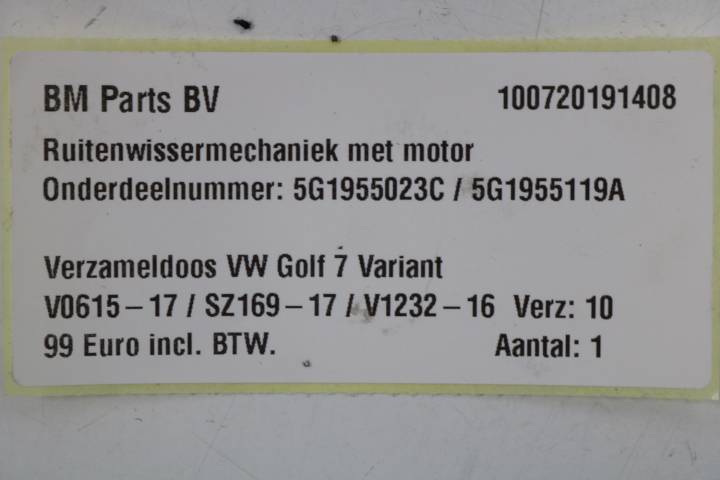 BM Parts BV 100720191408
Ruitenwissermechaniek met motor
Onderdeelnummer: 5G1955023C / 5G1955119A
Verzameldoos VW Golf 7 Variant
V0615-17 / SZ169-17 / V1232-16 Verz: 10
99 Euro incl. BTW. Aantal: 1